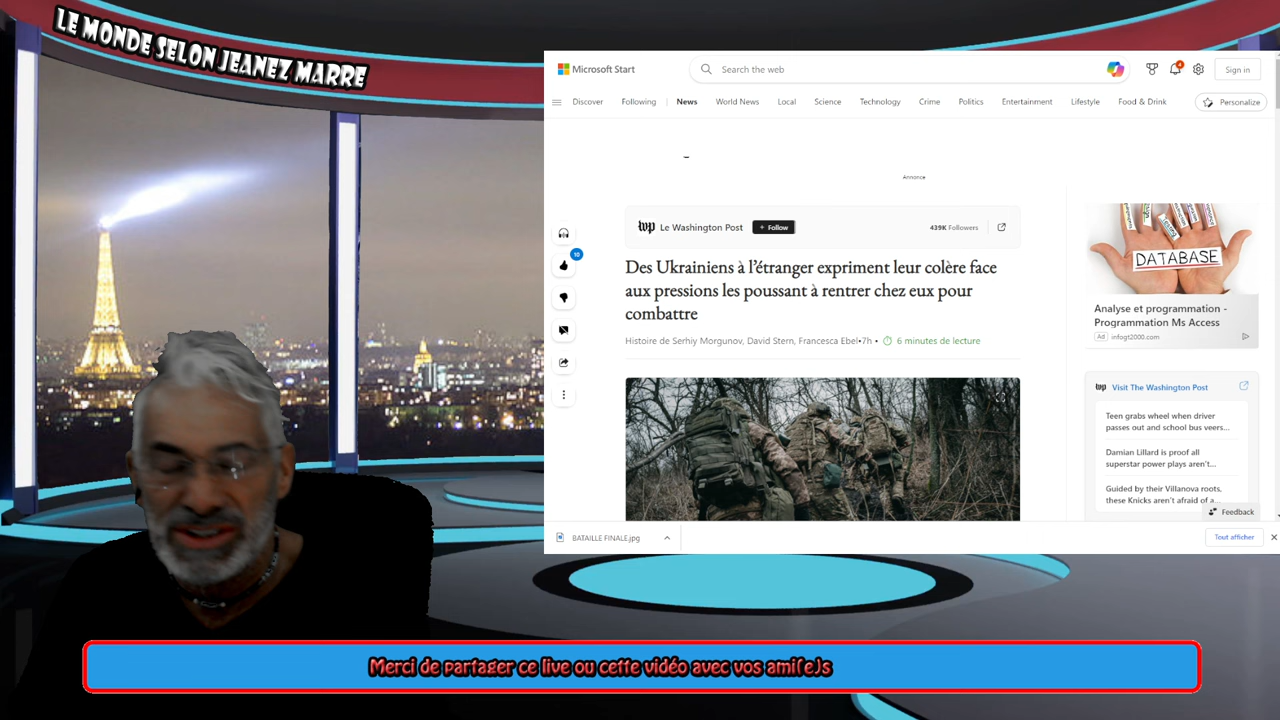 LE MONDE SELON JEANEZ MARRE
Microsoft Start
Search the web
4
Sign in
Discover
Following
News
World News
Local
Science
Technology
Crime
Politics
Entertainment
Lifestyle
Food & Drink
Personalize
Annonce
wp Le Washington Post
+ Follow
439K Followers
10
Des Ukrainiens à l'étranger expriment leur colère face
aux pressions les poussant à rentrer chez eux pour
combattre
Histoire de Serhiy Morgunov, David Stern, Francesca Ebel•7h •
6 minutes de lecture
DATABASE
Analyse et programmation -
Programmation Ms Access
Ad infogt2000.com
wp Visit The Washington Post
Teen grabs wheel when driver
passes out and school bus veers...
Damian Lillard is proof all
superstar power plays aren't...
Guided by their Villanova roots,
these Knicks aren't afraid of a...
Feedback
BATAILLE FINALE.jpg
Tout afficher
Merci de partager ce live ou cette vidéo avec vos ami(e)s